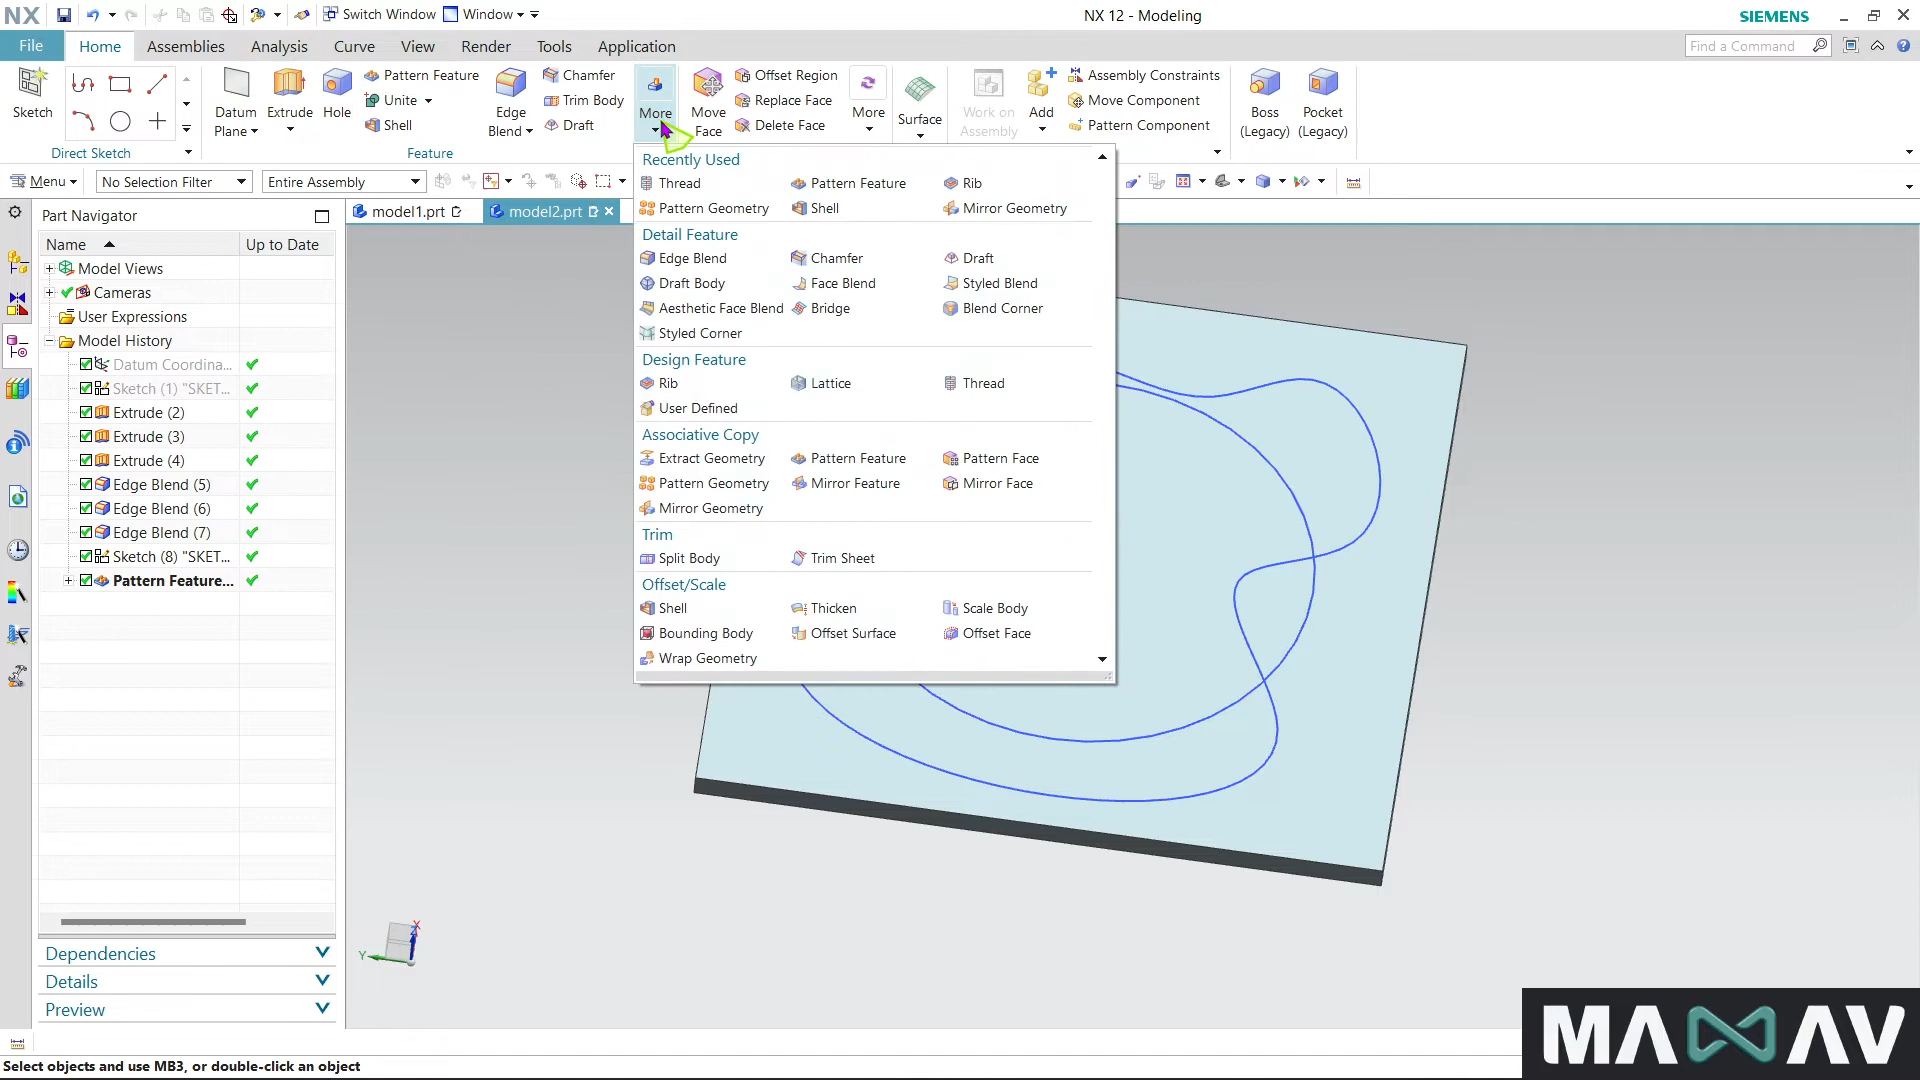 NX Switch Window Window NX 12 - Modeling SIEMENS
File Home Assemblies Analysis Curve View Render Tools Application Find a Command
Sketch
Direct Sketch
Datum Plane
Extrude
Hole
Pattern Feature
Unite
Shell
Edge Blend
Chamfer
Trim Body
Draft
Feature
More
Move Face
Offset Region
Replace Face
Delete Face
More
Surface
Work on Assembly
Add
Assembly Constraints
Move Component
Pattern Component
Boss (Legacy)
Pocket (Legacy)
Menu No Selection Filter Entire Assembly
Part Navigator
model1.prt model2.prt
Name Up to Date
Model Views
Cameras
User Expressions
Model History
Datum Coordina...
Sketch (1) "SKET...
Extrude (2)
Extrude (3)
Extrude (4)
Edge Blend (5)
Edge Blend (6)
Edge Blend (7)
Sketch (8) "SKET...
Pattern Feature...
Dependencies
Details
Preview
Recently Used
Thread Pattern Feature Rib
Pattern Geometry Shell Mirror Geometry
Detail Feature
Edge Blend Chamfer Draft
Draft Body Face Blend Styled Blend
Aesthetic Face Blend Bridge Blend Corner
Styled Corner
Design Feature
Rib Lattice Thread
User Defined
Associative Copy
Extract Geometry Pattern Feature Pattern Face
Pattern Geometry Mirror Feature Mirror Face
Mirror Geometry
Trim
Split Body Trim Sheet
Offset/Scale
Shell Thicken Scale Body
Bounding Body Offset Surface Offset Face
Wrap Geometry
X
Y
Select objects and use MB3, or double-click an object